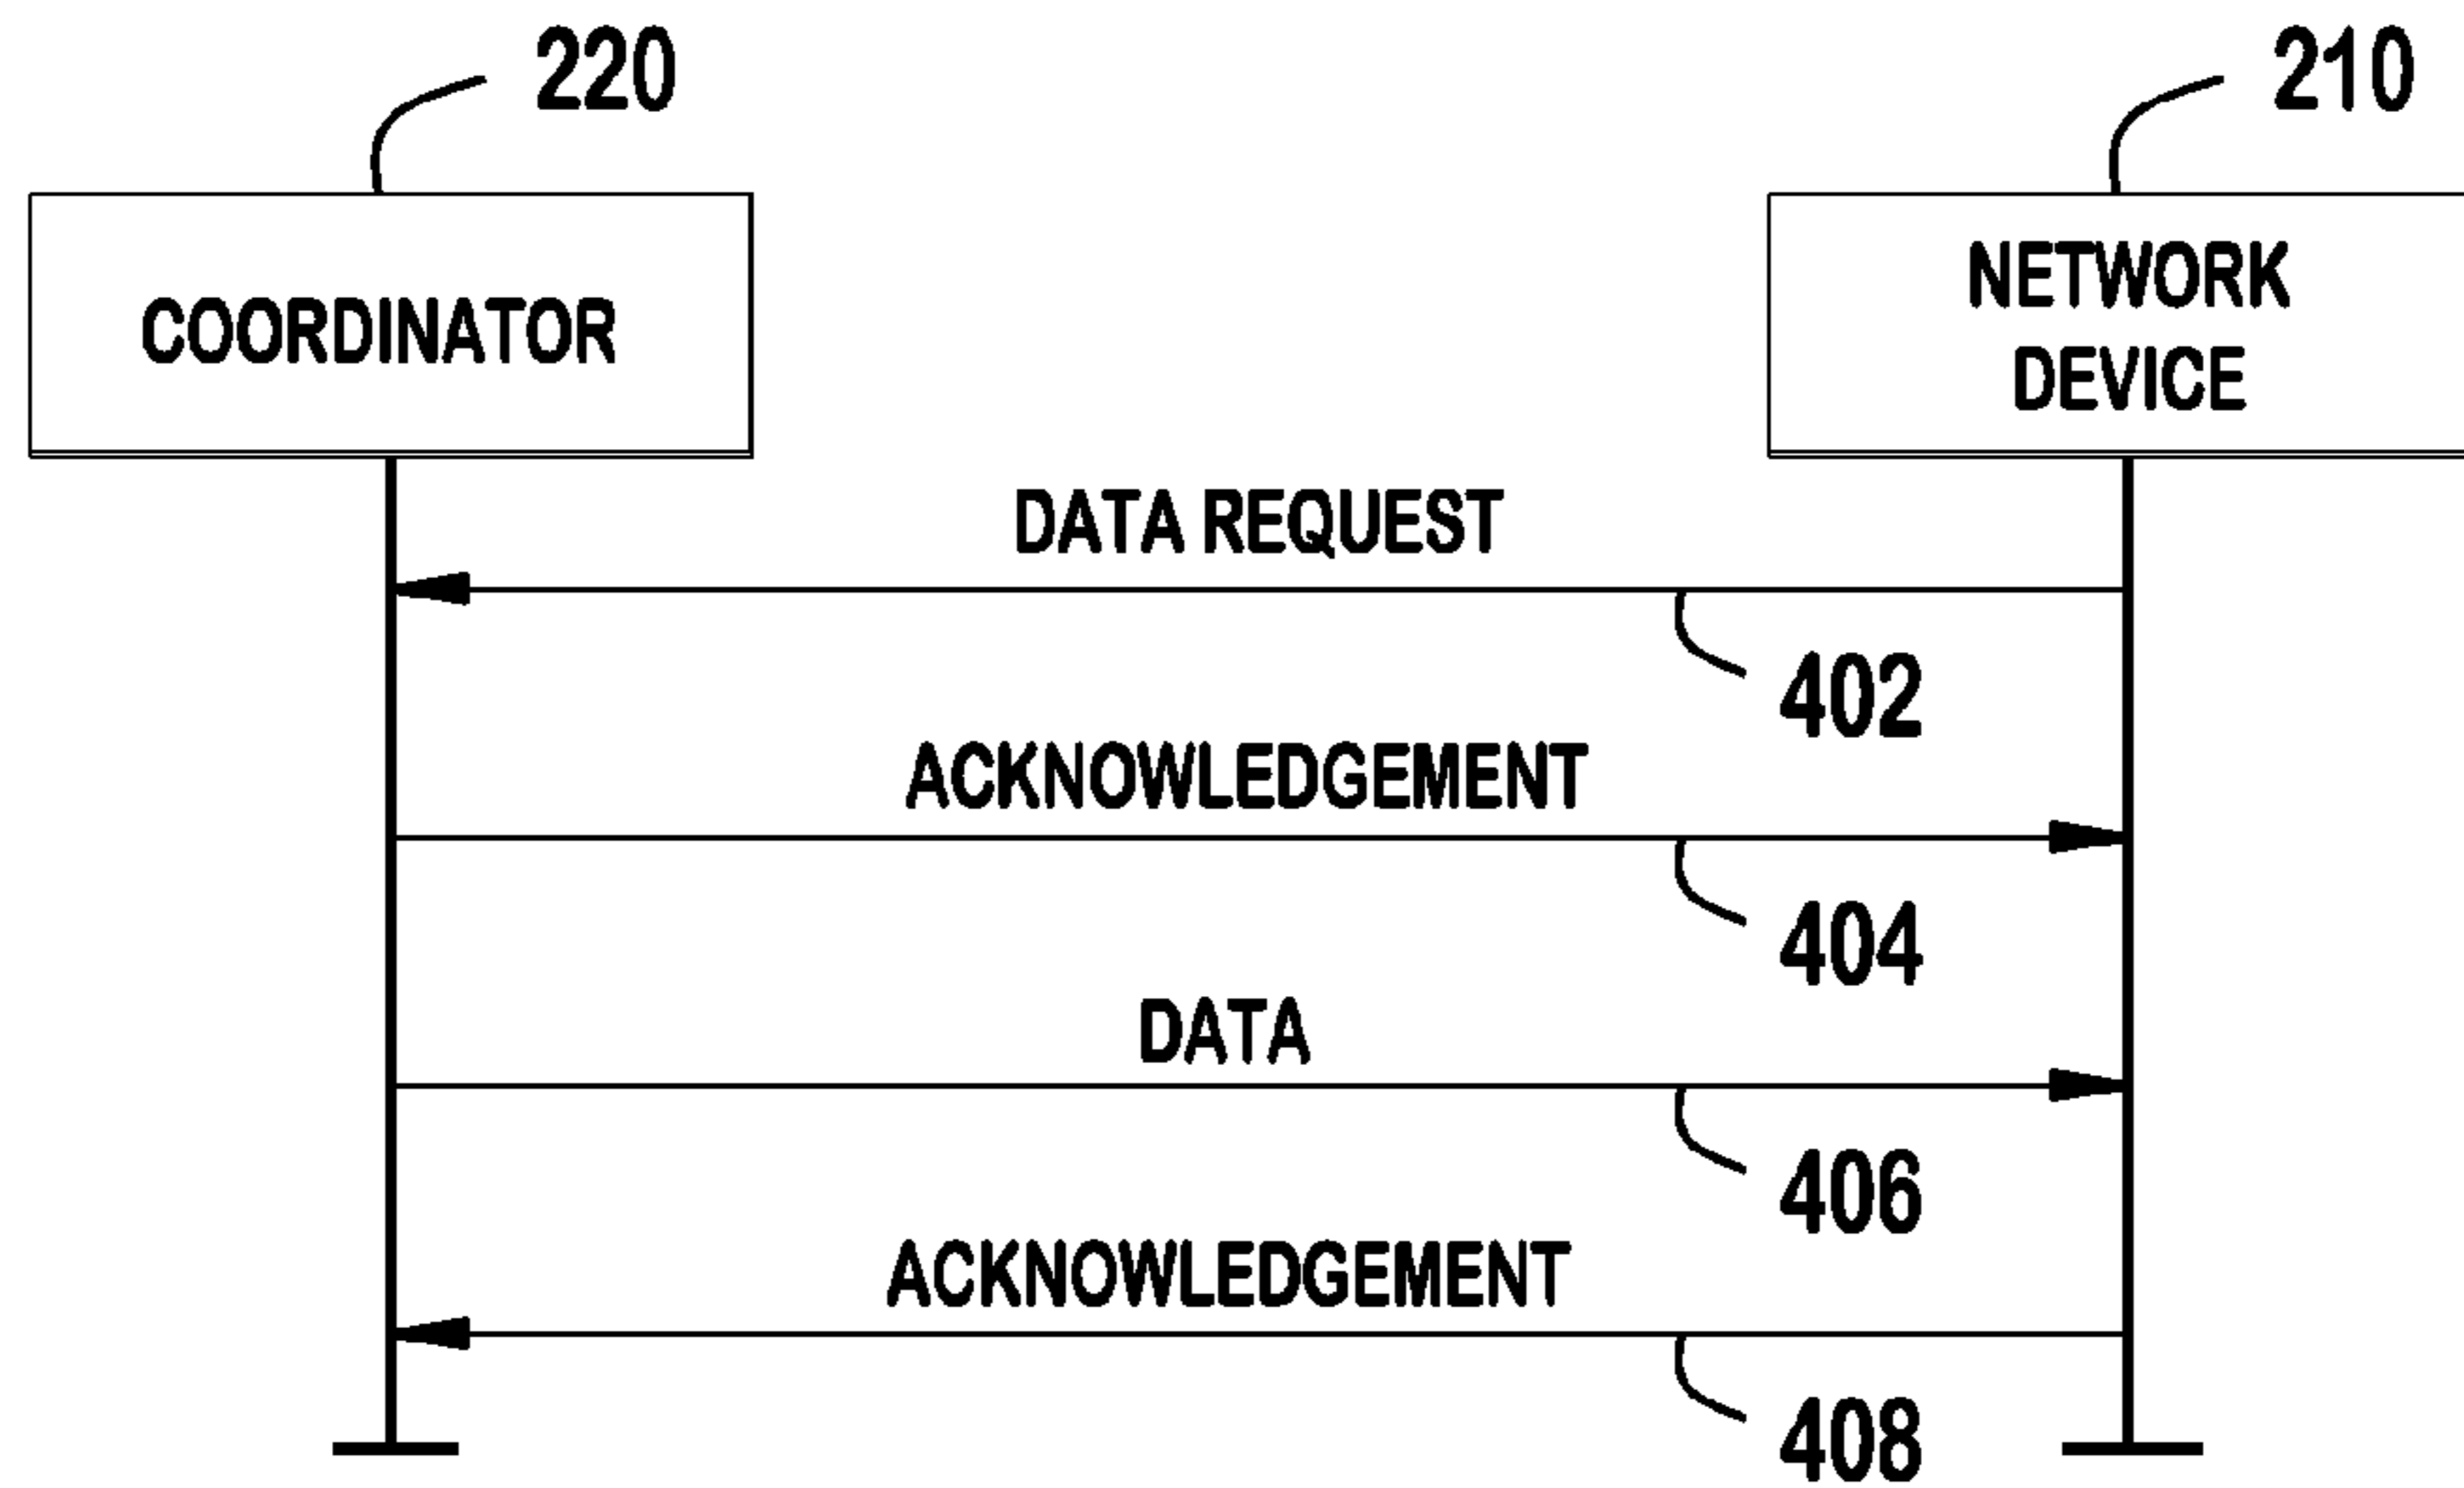 220
210
COORDINATOR
NETWORK
DEVICE
DATA REQUEST
402
ACKNOWLEDGEMENT
404
DATA
406
ACKNOWLEDGEMENT
408